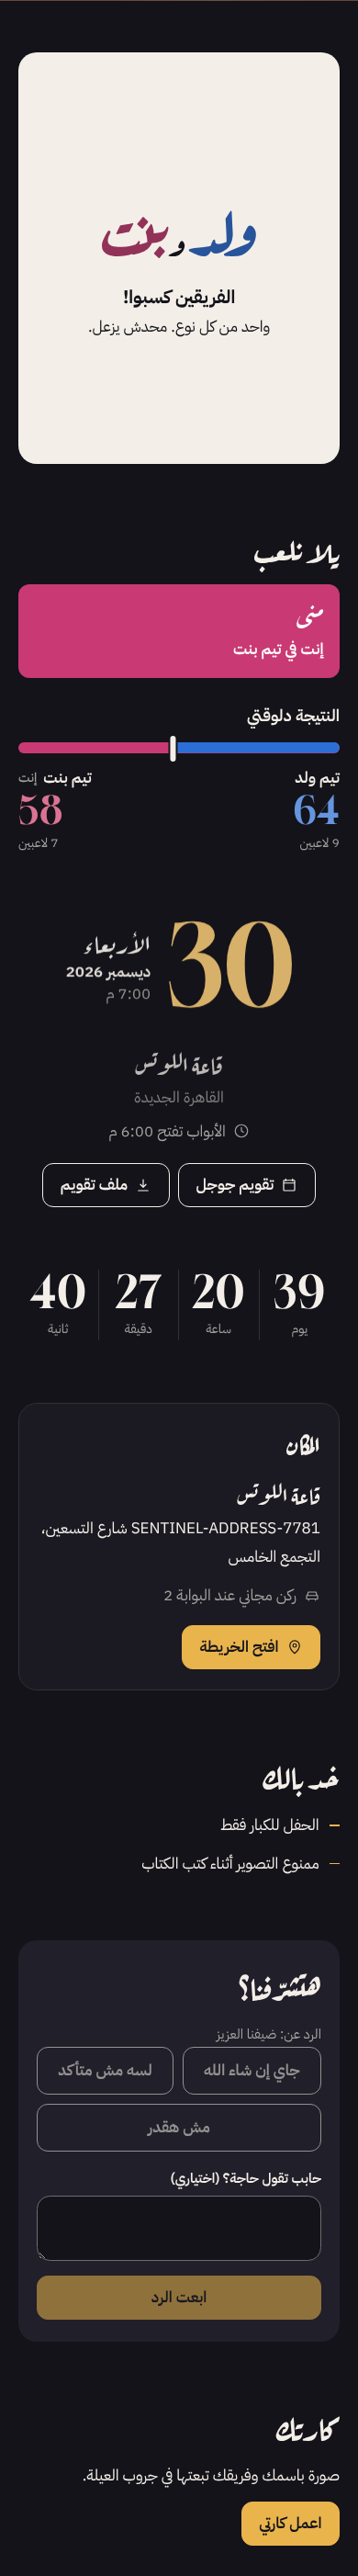 ولد و بنت
الفريقين كسبوا!
واحد من كل نوع. محدش يزعل.
يلا نلعب
منى
إنت في تيم بنت
النتيجة دلوقتي
تيم ولد
64
9 لاعبين
تيم بنت إنت
58
7 لاعبين
30
الأربعاء
ديسمبر 2026
7:00 م
قاعة اللوتس
القاهرة الجديدة
الأبواب تفتح 6:00 م
تقويم جوجل
ملف تقويم
39
يوم
20
ساعة
27
دقيقة
40
ثانية
المكان
قاعة اللوتس
SENTINEL-ADDRESS-7781 شارع التسعين،
التجمع الخامس
ركن مجاني عند البوابة 2
افتح الخريطة
خد بالك
الحفل للكبار فقط
ممنوع التصوير أثناء كتب الكتاب
هتشرّفنا؟
الرد عن: ضيفنا العزيز
جاي إن شاء الله
لسه مش متأكد
مش هقدر
حابب تقول حاجة؟ (اختياري)
ابعت الرد
كارتك
صورة باسمك وفريقك تبعتها في جروب العيلة.
اعمل كارتي